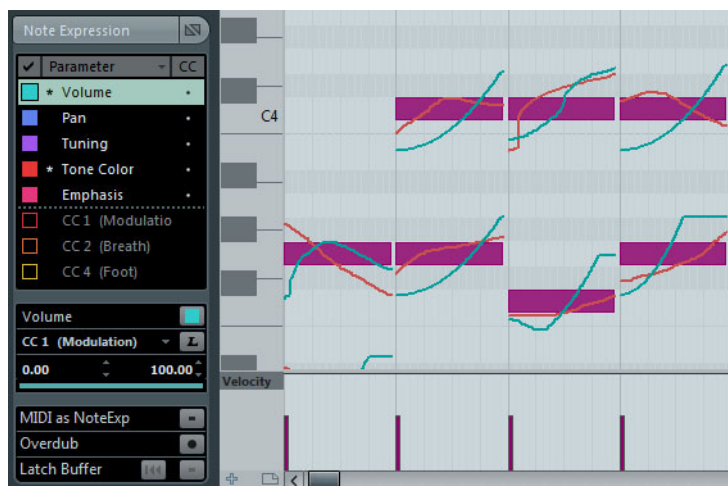 Note Expression
Parameter CC
* Volume
Pan
Tuning
* Tone Color
Emphasis
CC 1 (Modulatio
CC 2 (Breath)
CC 4 (Foot)
Volume
CC 1 (Modulation) L
0.00 100.00
MIDI as NoteExp
Overdub
Latch Buffer
C4
Velocity